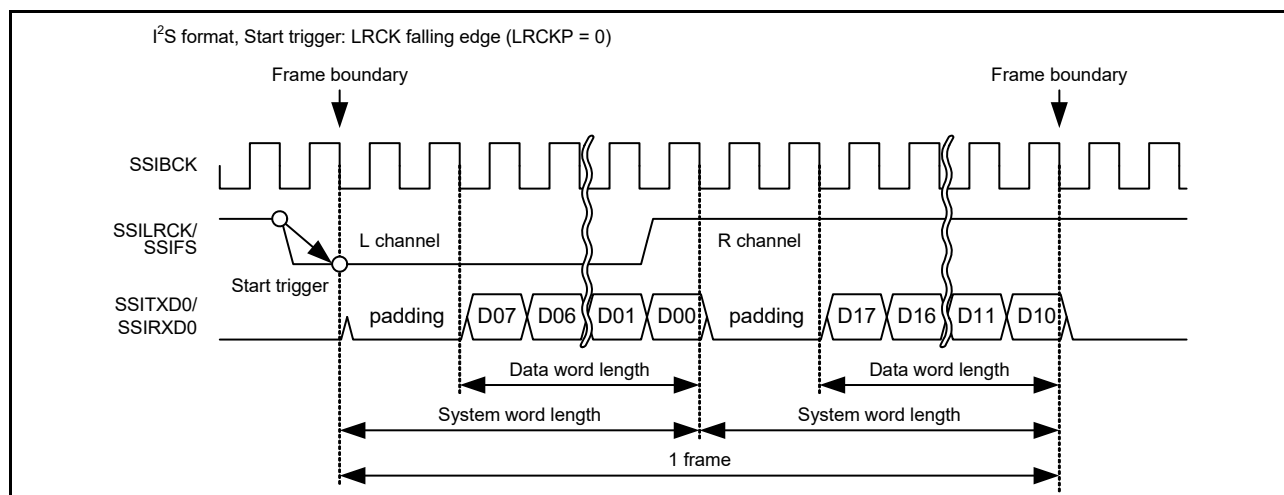 I²S format, Start trigger: LRCK falling edge (LRCKP = 0)
Frame boundary Frame boundary
SSIBCK
SSILRCK/
SSIFS
L channel R channel
Start trigger
SSITXD0/
SSIRXD0
padding D07 D06 D01 D00 padding D17 D16 D11 D10
Data word length Data word length
System word length System word length
1 frame